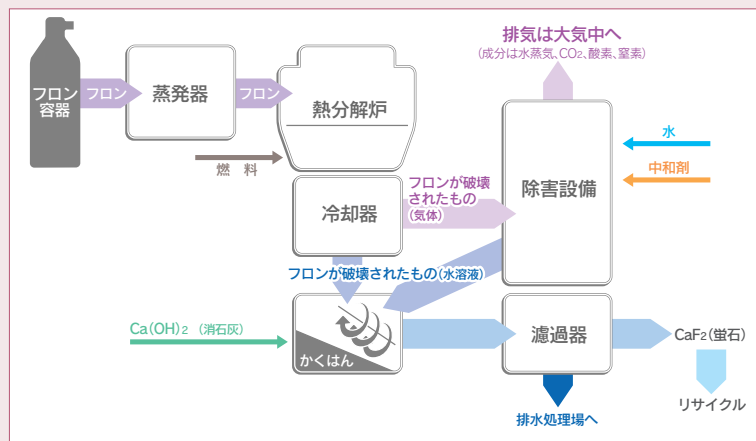 排気は大気中へ
(成分は水蒸気、CO2、酸素、窒素)
フロン
容器
フロン
蒸発器
フロン
熱分解炉
燃　料
水
中和剤
除害設備
冷却器
フロンが破壊
されたもの
(気体)
フロンが破壊されたもの(水溶液)
Ca(OH)2 (消石灰)
かくはん
濾過器
CaF2(蛍石)
リサイクル
排水処理場へ